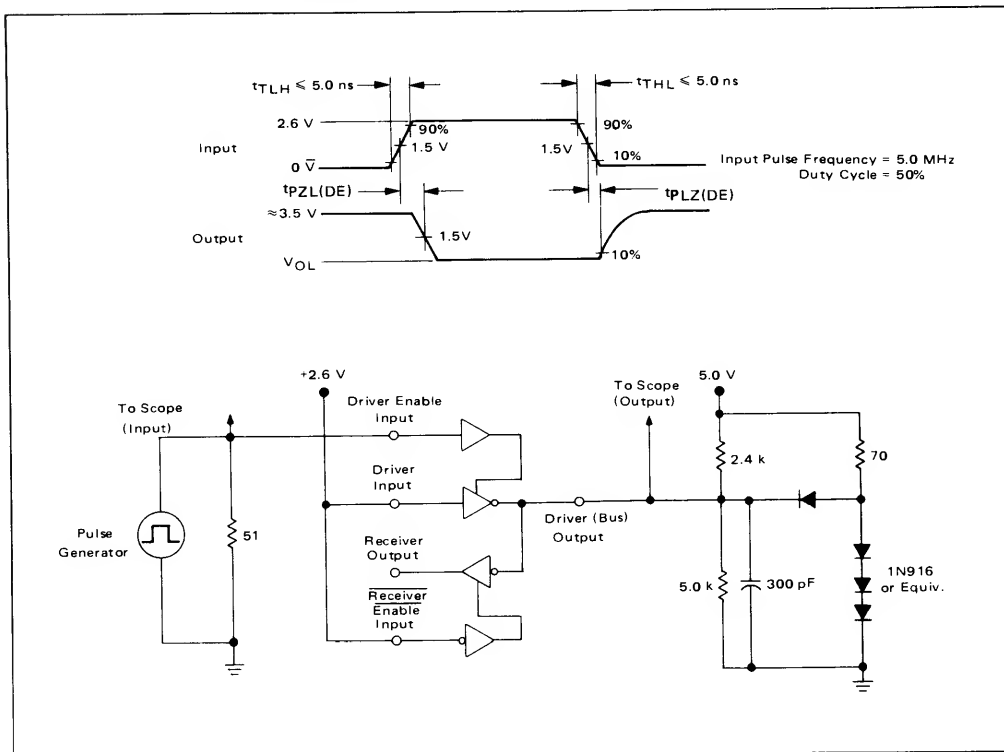 tTLH ≤ 5.0 ns
tTHL ≤ 5.0 ns
2.6 V
90%
90%
Input
1.5 V
1.5V
0 V
10%
Input Pulse Frequency = 5.0 MHz
Duty Cycle = 50%
tPZL(DE)
tPLZ(DE)
≈3.5 V
1.5V
Output
VOL
10%
+2.6 V
5.0 V
To Scope
(Input)
Driver Enable
Input
To Scope
(Output)
2.4 k
70
Driver
Input
Pulse
Generator
51
Driver (Bus)
Output
Receiver
Output
5.0 k
300 pF
1N916
or Equiv.
Receiver
Enable
Input